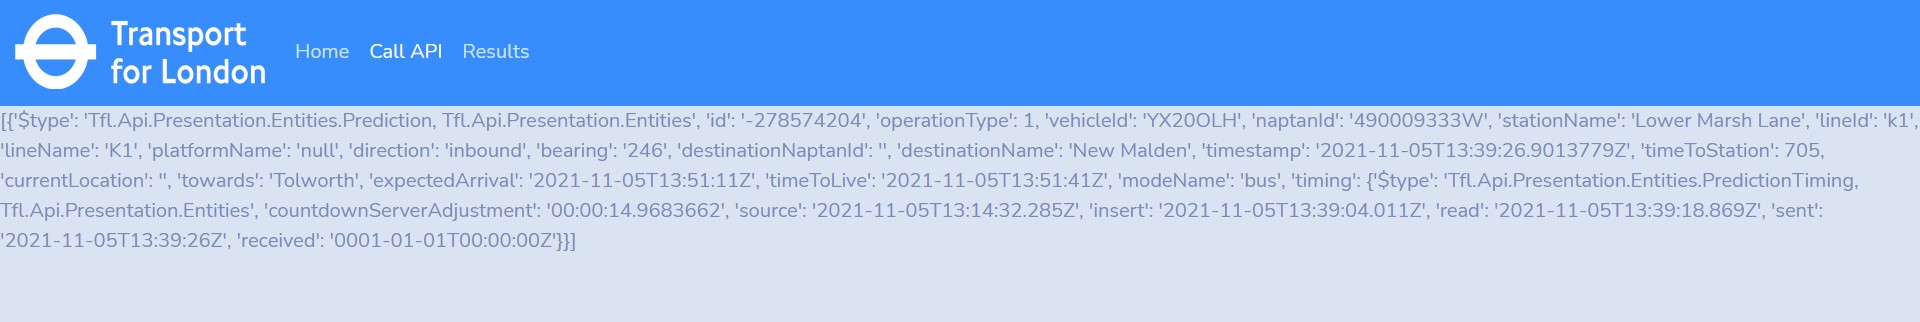 Transport
for London
Home Call API Results
[{'$type': 'Tfl.Api.Presentation.Entities.Prediction, Tfl.Api.Presentation.Entities', 'id': '-278574204', 'operationType': 1, 'vehicleId': 'YX20OLH', 'naptanId': '490009333W', 'stationName': 'Lower Marsh Lane', 'lineId': 'k1',
'lineName': 'K1', 'platformName': 'null', 'direction': 'inbound', 'bearing': '246', 'destinationNaptanId': '', 'destinationName': 'New Malden', 'timestamp': '2021-11-05T13:39:26.9013779Z', 'timeToStation': 705,
'currentLocation': '', 'towards': 'Tolworth', 'expectedArrival': '2021-11-05T13:51:11Z', 'timeToLive': '2021-11-05T13:51:41Z', 'modeName': 'bus', 'timing': {'$type': 'Tfl.Api.Presentation.Entities.PredictionTiming,
Tfl.Api.Presentation.Entities', 'countdownServerAdjustment': '00:00:14.9683662', 'source': '2021-11-05T13:14:32.285Z', 'insert': '2021-11-05T13:39:04.011Z', 'read': '2021-11-05T13:39:18.869Z', 'sent':
'2021-11-05T13:39:26Z', 'received': '0001-01-01T00:00:00Z'}}]